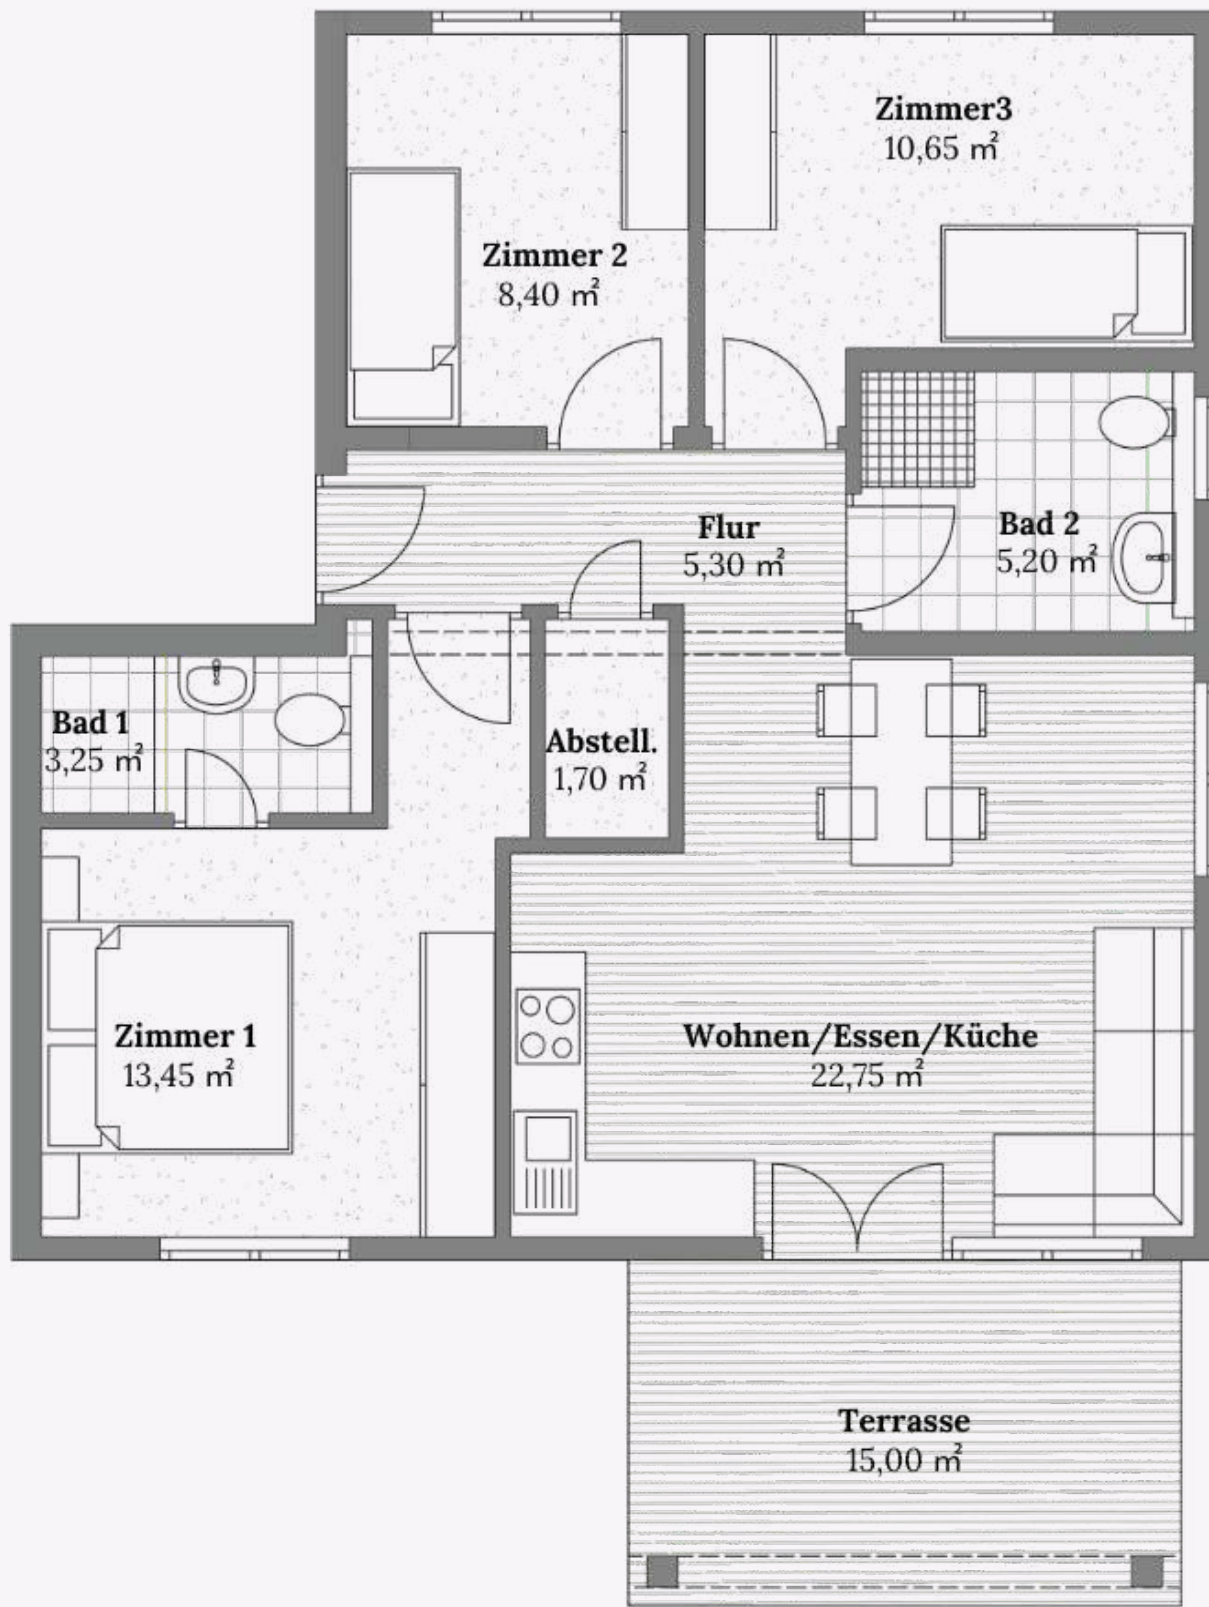 Zimmer3
10,65 m²
Zimmer 2
8,40 m²
Flur
5,30 m²
Bad 2
5,20 m²
Bad 1
3,25 m²
Abstell.
1,70 m²
Zimmer 1
13,45 m²
Wohnen/Essen/Küche
22,75 m²
Terrasse
15,00 m²